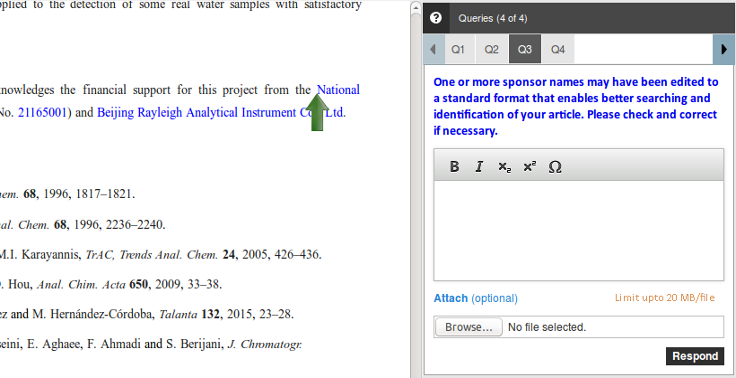 plied to the detection of some real water samples with satisfactory
nowledges the financial support for this project from the National
No. 21165001) and Beijing Rayleigh Analytical Instrument Ltd.
em. 68, 1996, 1817–1821.
al. Chem. 68, 1996, 2236–2240.
M.I. Karayannis, TrAC, Trends Anal. Chem. 24, 2005, 426–436.
. Hou, Anal. Chim. Acta 650, 2009, 33–38.
ez and M. Hernández-Córdoba, Talanta 132, 2015, 23–28.
seini, E. Aghaee, F. Ahmadi and S. Berijani, J. Chromatogr.
? Queries (4 of 4)
Q1 Q2 Q3 Q4
One or more sponsor names may have been edited to
a standard format that enables better searching and
identification of your article. Please check and correct
if necessary.
B I x₂ x² Ω
Attach (optional) Limit upto 20 MB/file
Browse... No file selected.
Respond